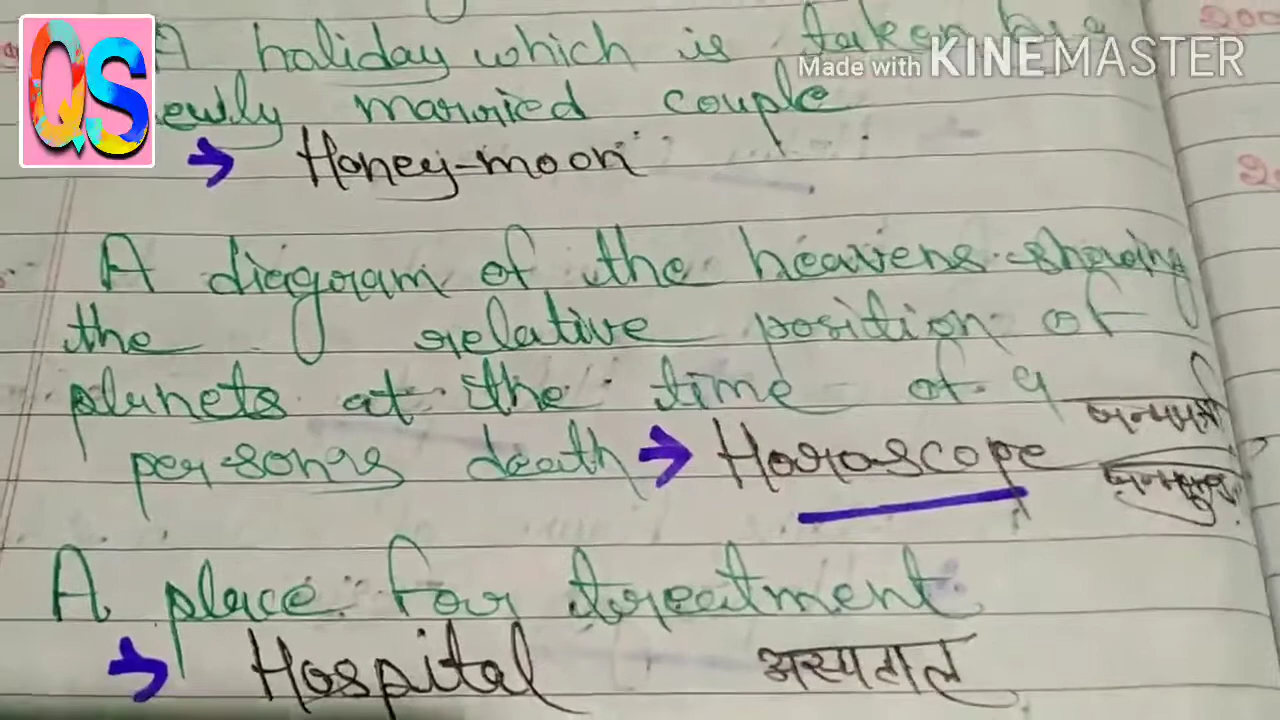 QS
Made with KINEMASTER
A holiday which is taken by a
ewly married couple
→ Honey-moon
A diagram of the heavens showing
the relative position of
planets at the time of a
persons death → Horoscope
A place for treatment
→ Hospital अस्पताल